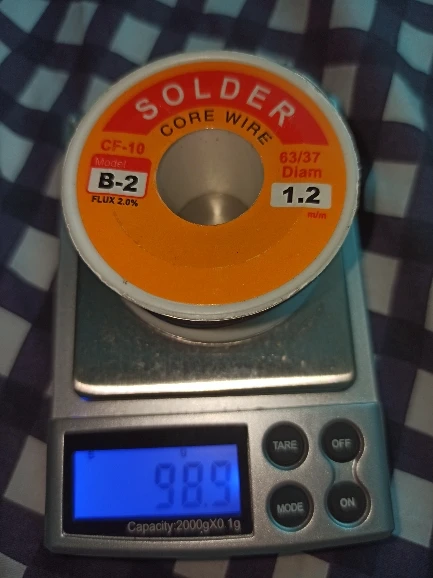 SOLDER
CORE WIRE
CF-10
63/37
Model
Diam
B-2
1.2
FLUX 2.0%
m/m
98.9
Capacity:2000gX0.1g
TARE
OFF
MODE
ON